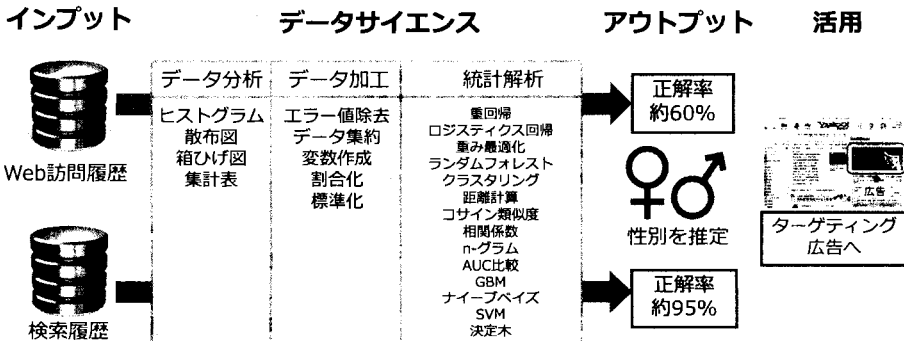 インプット
データサイエンス
アウトプット
活用
Web訪問履歴
検索履歴
データ分析
ヒストグラム
散布図
箱ひげ図
集計表
データ加工
エラー値除去
データ集約
変数作成
割合化
標準化
統計解析
重回帰
ロジスティクス回帰
重み最適化
ランダムフォレスト
クラスタリング
距離計算
コサイン類似度
相関係数
n-グラム
AUC比較
GBM
ナイーブベイズ
SVM
決定木
正解率
約60%
♀♂
性別を推定
正解率
約95%
広告
ターゲティング
広告へ